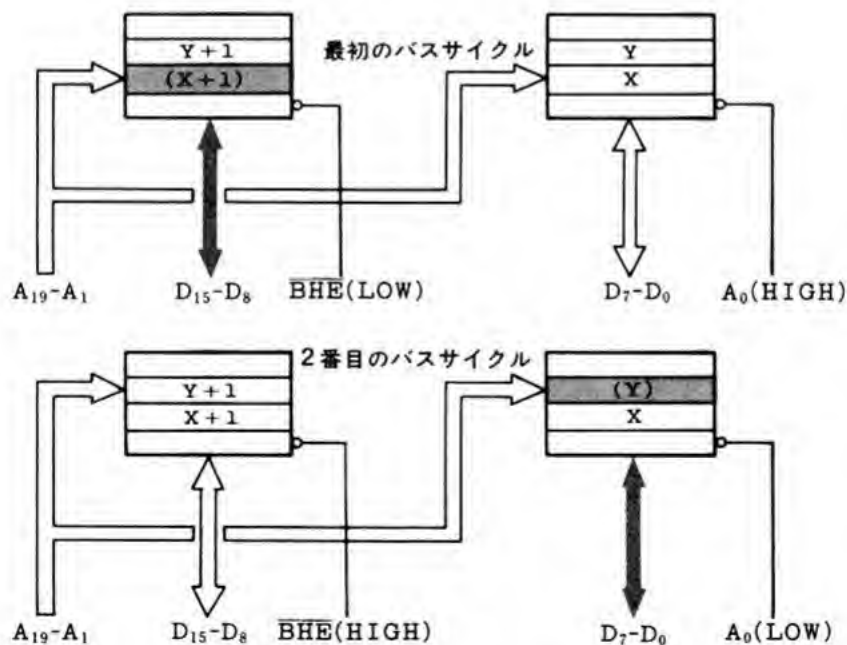 Y+1
最初のバスサイクル
Y
(X+1)
X
A₁₉-A₁
D₁₅-D₈
B̅H̅E̅(LOW)
D₇-D₀
A₀(HIGH)
2番目のバスサイクル
Y+1
(Y)
X+1
X
A₁₉-A₁
D₁₅-D₈
B̅H̅E̅(HIGH)
D₇-D₀
A₀(LOW)